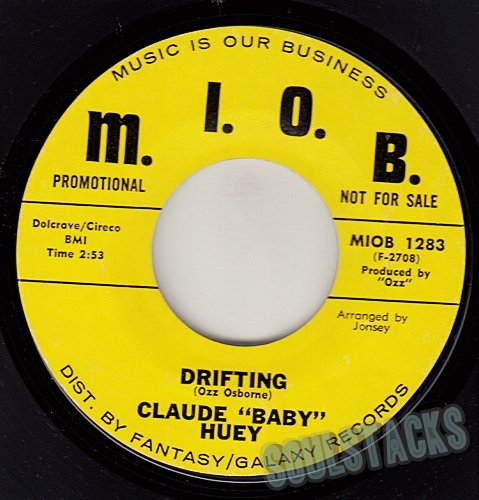 MUSIC IS OUR BUSINESS
m. I. O. B.
PROMOTIONAL
NOT FOR SALE
Dolcrave/Cireco
BMI
Time 2:53
MIOB 1283
(F-2708)
Produced by
"Ozz"
Arranged by
Jonsey
DRIFTING
(Ozz Osborne)
CLAUDE "BABY"
HUEY
DIST. BY FANTASY/GALAXY RECORDS
SOULSTACKS